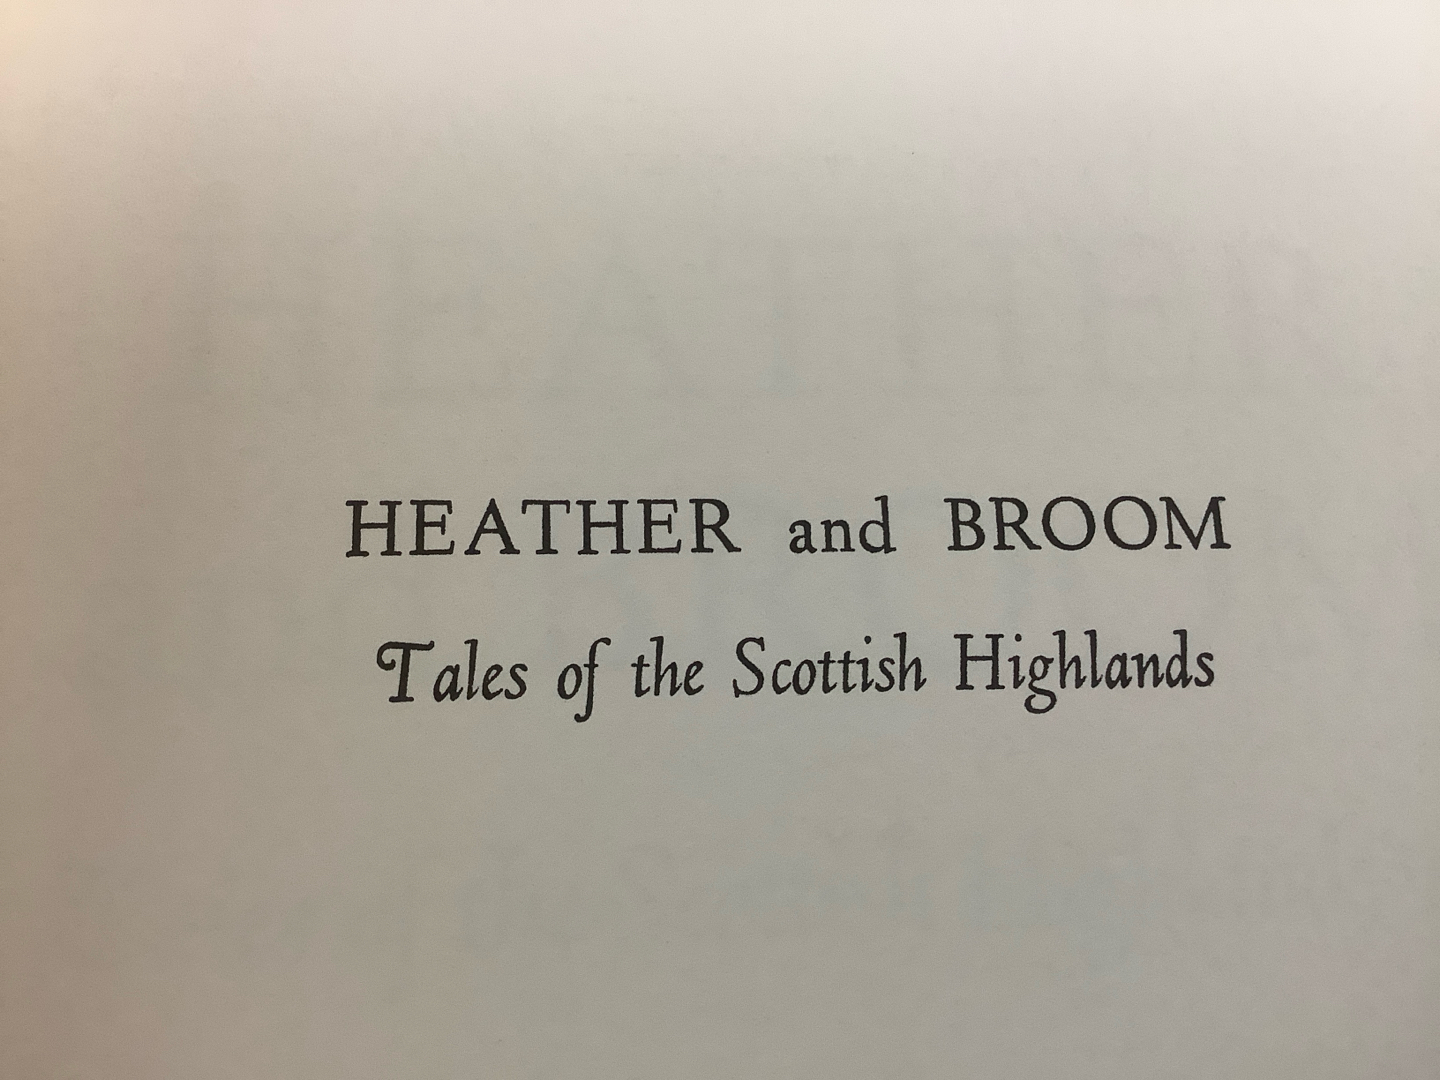 HEATHER and BROOM
Tales of the Scottish Highlands